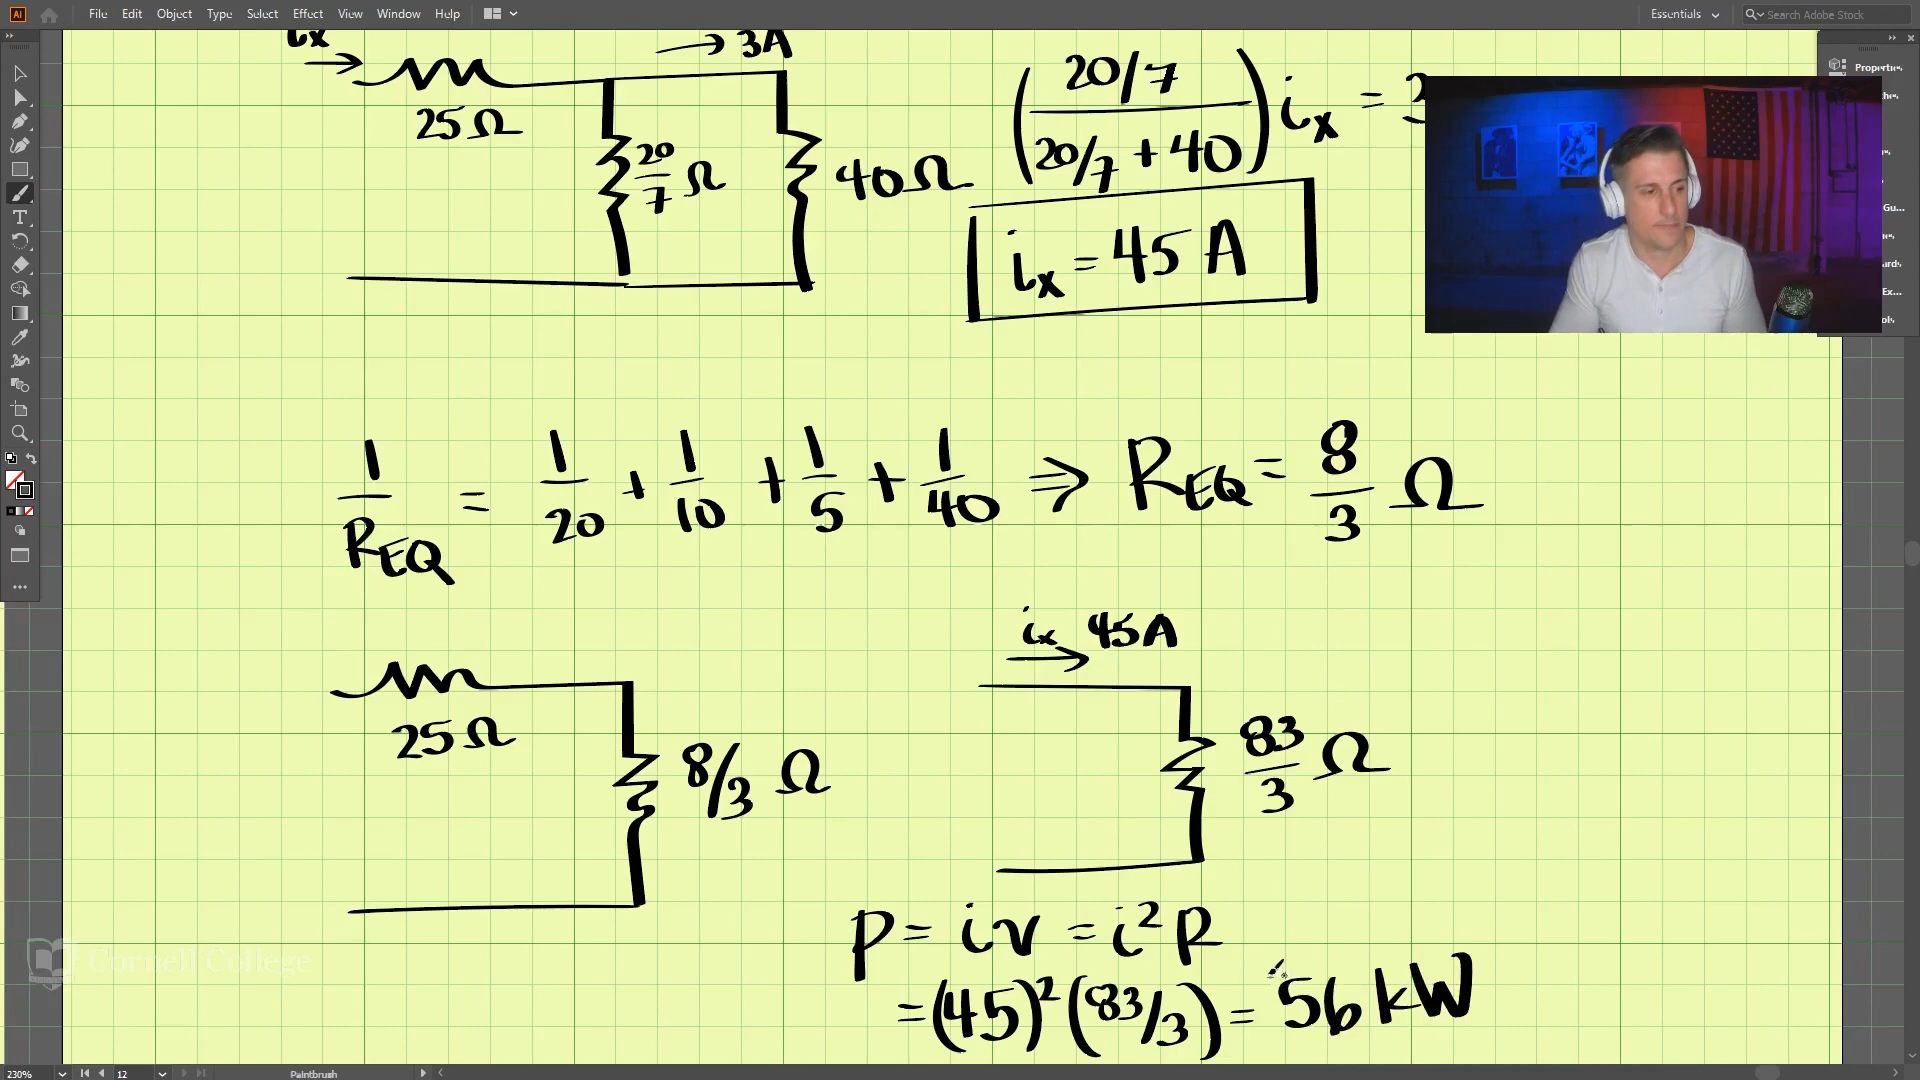 Ai File Edit Object Type Select Effect View Window Help Essentials Search Adobe Stock
Properties
ix → 3A
25Ω
20/7 Ω
40Ω
(20/7 / (20/7 + 40)) ix = 3
ix = 45 A
1/REQ = 1/20 + 1/10 + 1/5 + 1/40 ⇒ REQ = 8/3 Ω
ix 45A
25Ω
8/3 Ω
83/3 Ω
P = iv = i²R
= (45)² (83/3) = 56 kW
Cornell College
230% 12 Paintbrush